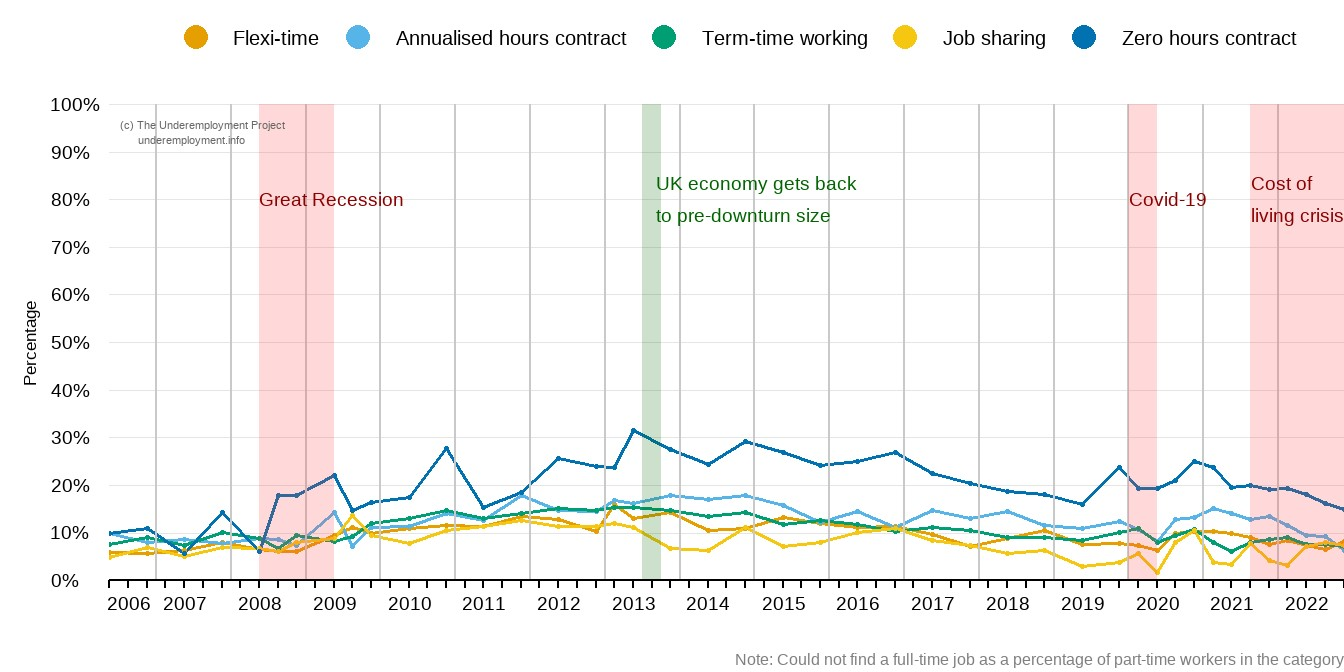 Flexi-time Annualised hours contract Term-time working Job sharing Zero hours contract
100%
(c) The Underemployment Project
underemployment.info
90%
UK economy gets back
Cost of
80%
Great Recession
Covid-19
to pre-downturn size
living crisis
70%
60%
50%
40%
30%
20%
10%
0%
Percentage
2006 2007 2008 2009 2010 2011 2012 2013 2014 2015 2016 2017 2018 2019 2020 2021 2022
Note: Could not find a full-time job as a percentage of part-time workers in the category